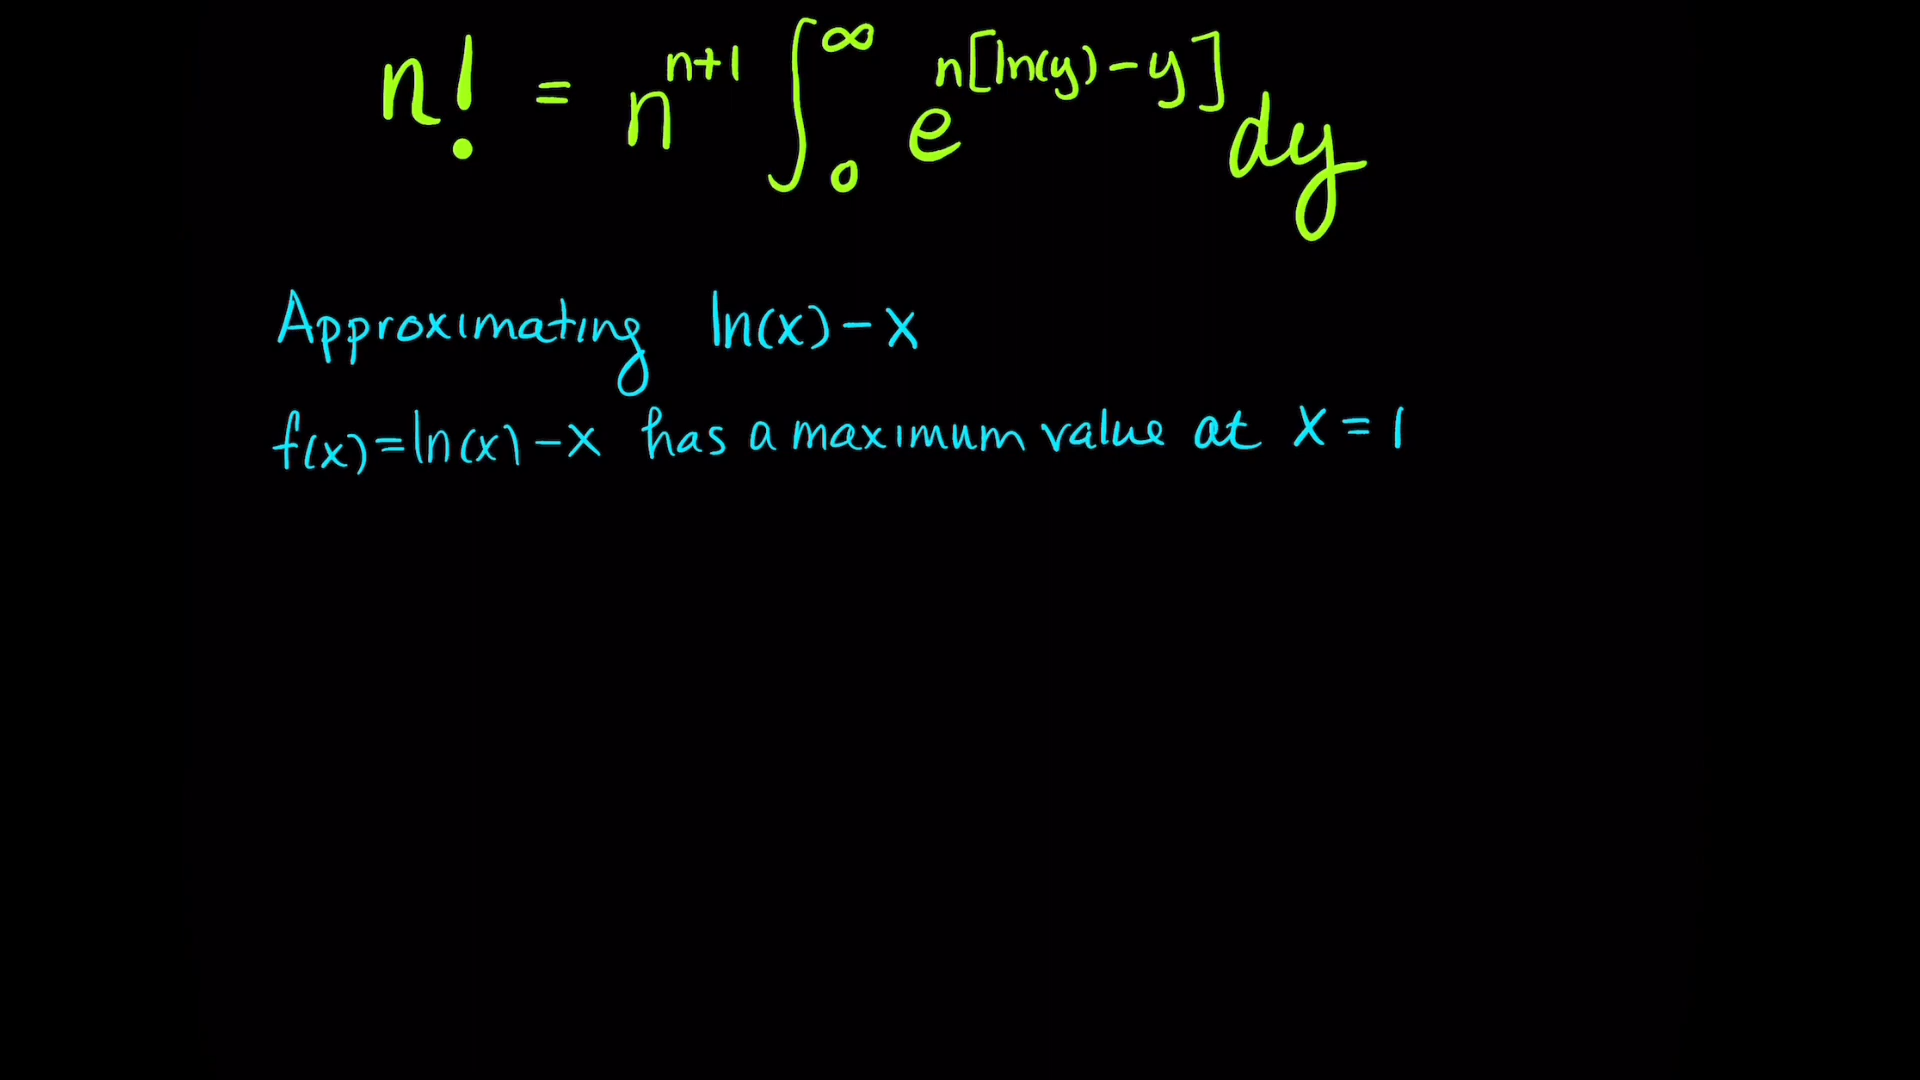 n! = n^{n+1} ∫_0^∞ e^{n[ln(y)-y]} dy
Approximating ln(x)-x
f(x)=ln(x)-x has a maximum value at x=1